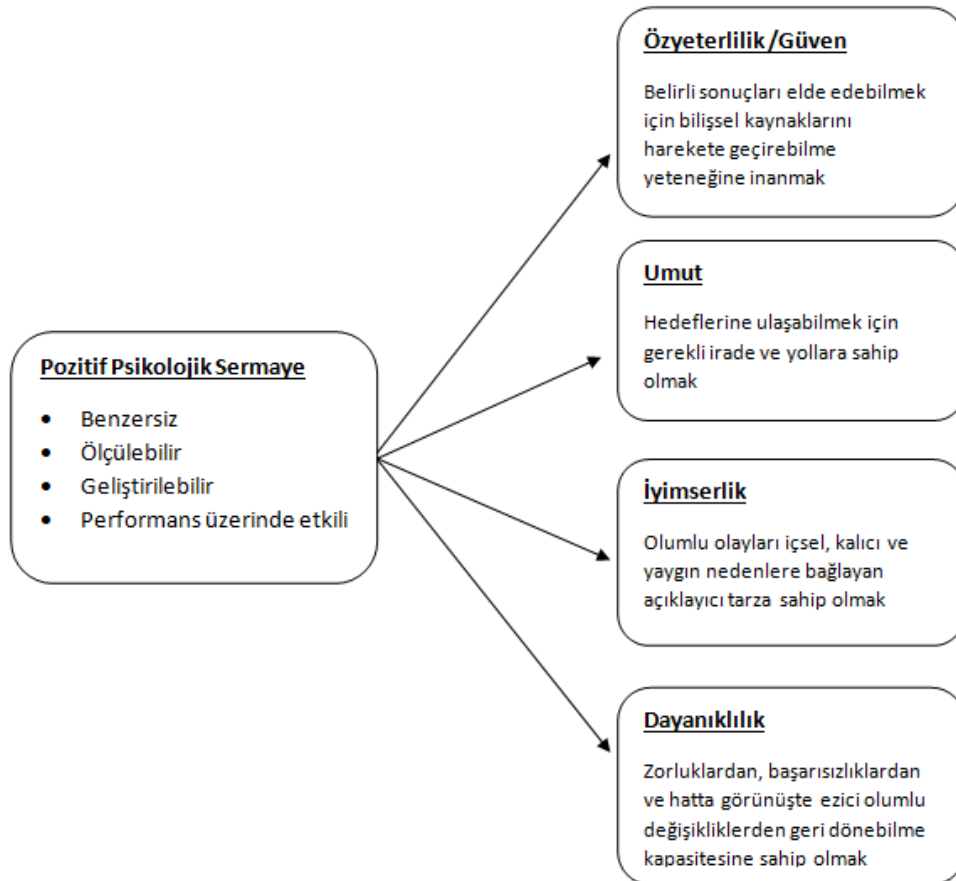 Pozitif Psikolojik Sermaye
• Benzersiz
• Ölçülebilir
• Geliştirilebilir
• Performans üzerinde etkili
Özyeterlilik/Güven
Belirli sonuçları elde edebilmek
için bilişsel kaynaklarını
harekete geçirebilme
yeteneğine inanmak
Umut
Hedeflerine ulaşabilmek için
gerekli irade ve yollara sahip
olmak
İyimserlik
Olumlu olayları içsel, kalıcı ve
yaygın nedenlere bağlayan
açıklayıcı tarza sahip olmak
Dayanıklılık
Zorluklardan, başarısızlıklardan
ve hatta görünüşte ezici olumlu
değişikliklerden geri dönebilme
kapasitesine sahip olmak